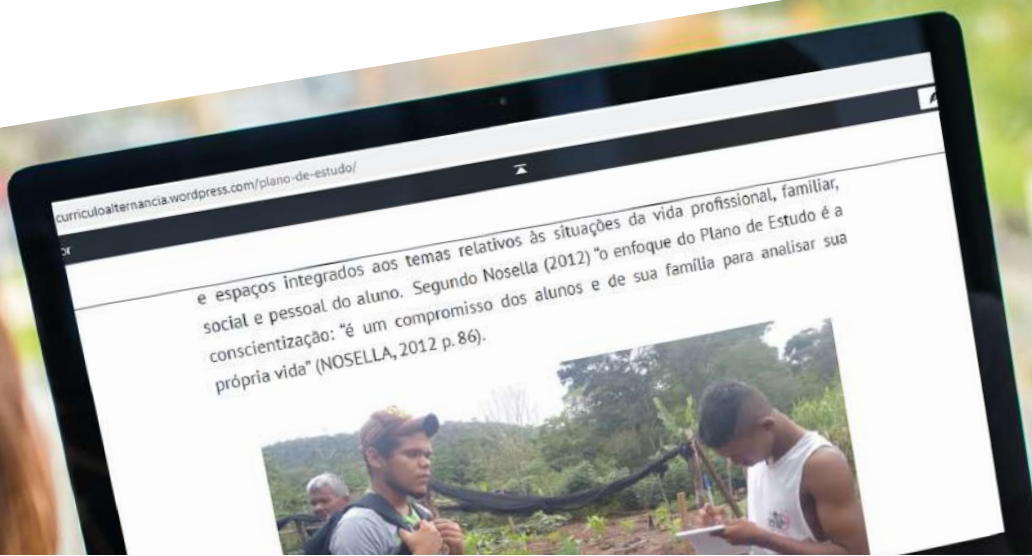 curriculoalternancia.wordpress.com/plano-de-estudo/
or
e espaços integrados aos temas relativos às situações da vida profissional, familiar,
social e pessoal do aluno. Segundo Nosella (2012) “o enfoque do Plano de Estudo é a
conscientização: “é um compromisso dos alunos e de sua família para analisar sua
própria vida” (NOSELLA, 2012 p. 86).